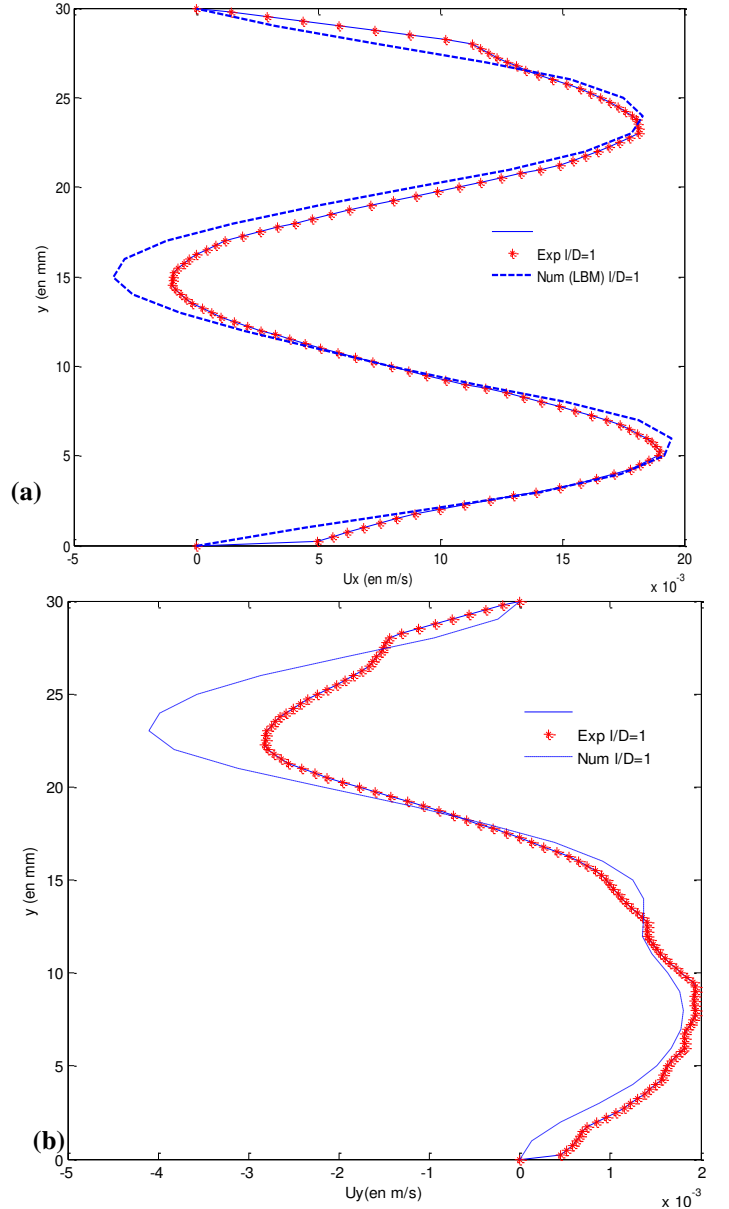 30
25
20
15
10
5
0
y (en mm)
Exp l/D=1
Num (LBM) l/D=1
(a)
-5 0 5 10 15 20
Ux (en m/s)
x 10⁻³
30
25
20
15
10
5
0
y (en mm)
Exp l/D=1
Num l/D=1
(b)
-5 -4 -3 -2 -1 0 1 2
Uy(en m/s)
x 10⁻³